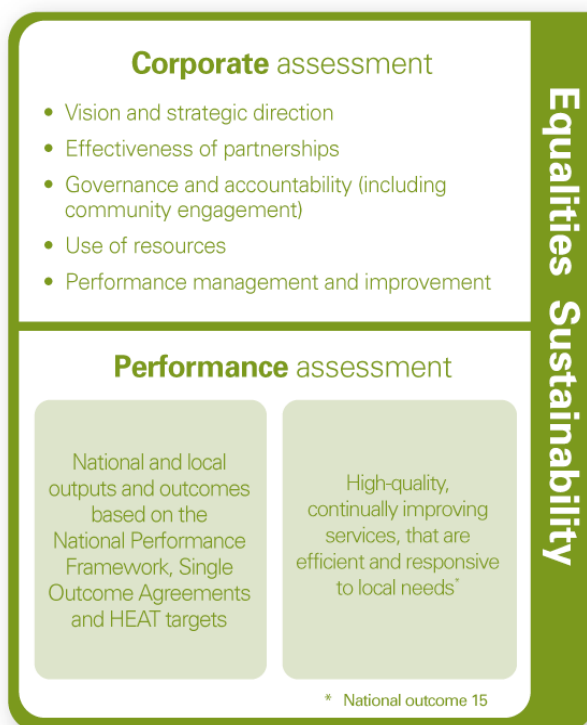 Corporate assessment
• Vision and strategic direction
• Effectiveness of partnerships
• Governance and accountability (including
community engagement)
• Use of resources
• Performance management and improvement
Performance assessment
National and local
outputs and outcomes
based on the
National Performance
Framework, Single
Outcome Agreements
and HEAT targets
High-quality,
continually improving
services, that are
efficient and responsive
to local needs*
* National outcome 15
Equalities Sustainability